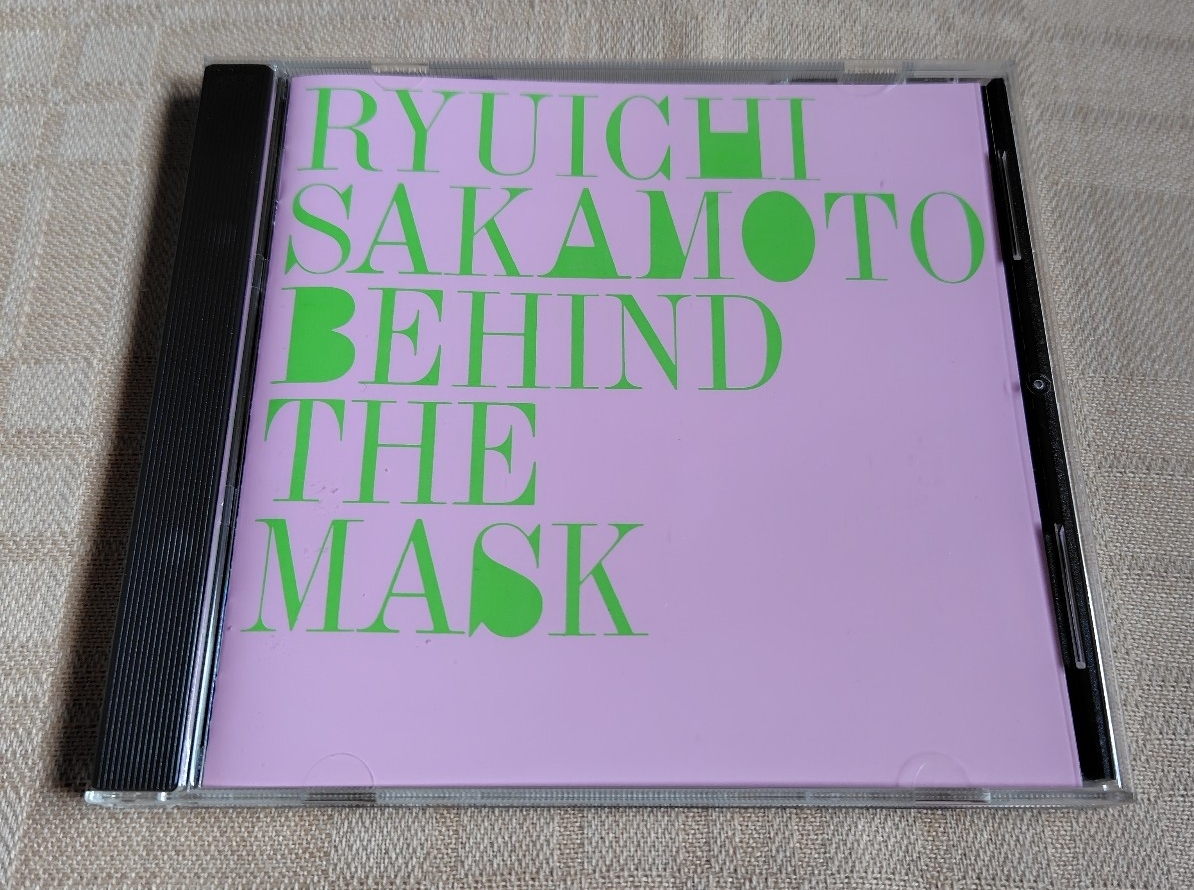 RYUICHI
SAKAMOTO
BEHIND
THE
MASK